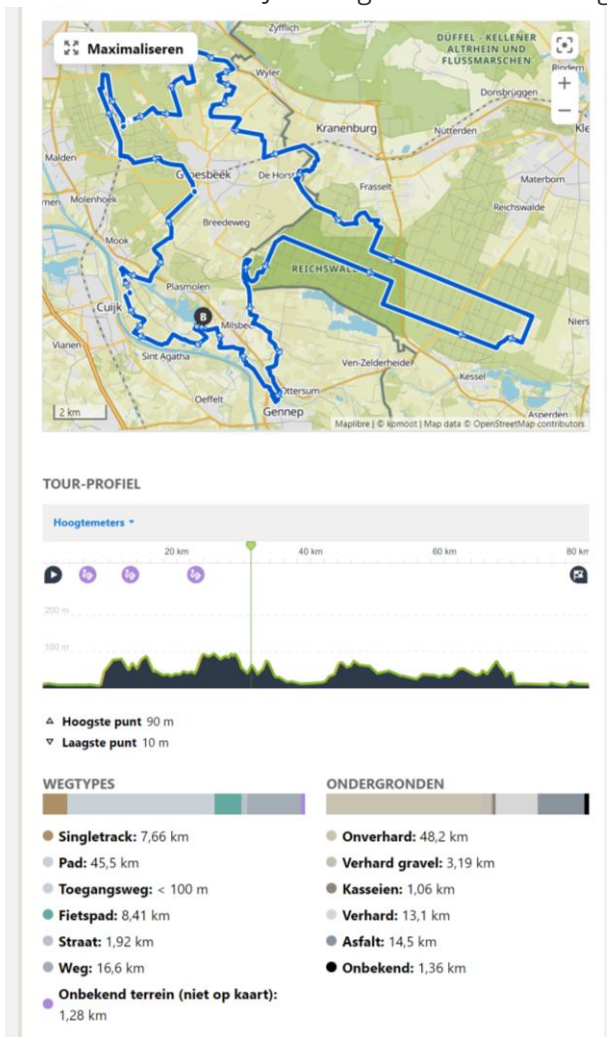 Zyfflich
Maximaliseren
DÜFFEL - KELLENER
ALTRHEIN UND
FLUSSMARSCHEN
Wyler
Bindern
Donsbrüggen
+
−
Kranenburg
Nütterden
Kle
Malden
Groesbeek
De Horst
Frasselt
Materborn
Molenhoek
men
Reichswalde
Breedeweg
Mook
REICHSWALD
Plasmolen
Cuijk
B
Milsbeek
Niers
Vianen
Sint Agatha
Ven-Zelderheide
Kessel
Oeffelt
Ottersum
Gennep
Asperden
2 km
Maplibre | © komoot | Map data © OpenStreetMap contributors
TOUR-PROFIEL
Hoogtemeters
20 km 40 km 60 km 80 km
200 m
100 m
Hoogste punt 90 m
Laagste punt 10 m
WEGTYPES
Singletrack: 7,66 km
Pad: 45,5 km
Toegangsweg: < 100 m
Fietspad: 8,41 km
Straat: 1,92 km
Weg: 16,6 km
Onbekend terrein (niet op kaart):
1,28 km
ONDERGRONDEN
Onverhard: 48,2 km
Verhard gravel: 3,19 km
Kasseien: 1,06 km
Verhard: 13,1 km
Asfalt: 14,5 km
Onbekend: 1,36 km